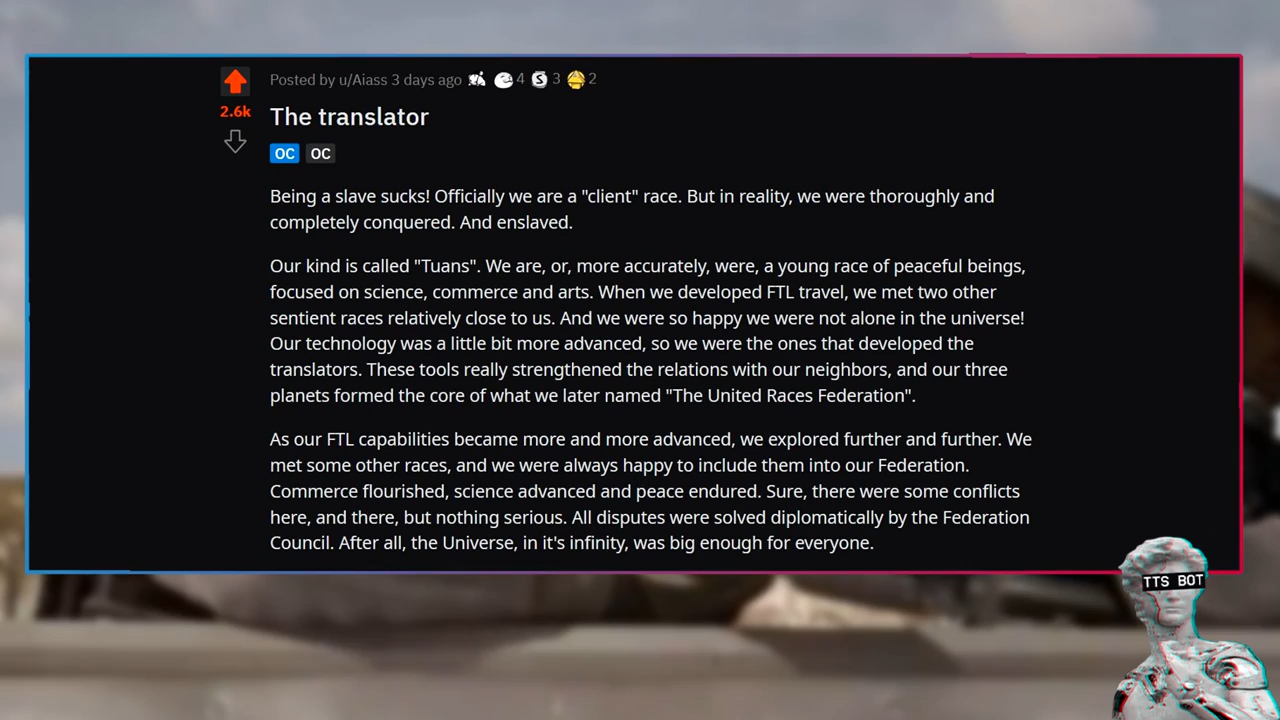 Posted by u/Aiass 3 days ago 4 3 2
2.6k
The translator
OC OC
Being a slave sucks! Officially we are a "client" race. But in reality, we were thoroughly and
completely conquered. And enslaved.
Our kind is called "Tuans". We are, or, more accurately, were, a young race of peaceful beings,
focused on science, commerce and arts. When we developed FTL travel, we met two other
sentient races relatively close to us. And we were so happy we were not alone in the universe!
Our technology was a little bit more advanced, so we were the ones that developed the
translators. These tools really strengthened the relations with our neighbors, and our three
planets formed the core of what we later named "The United Races Federation".
As our FTL capabilities became more and more advanced, we explored further and further. We
met some other races, and we were always happy to include them into our Federation.
Commerce flourished, science advanced and peace endured. Sure, there were some conflicts
here, and there, but nothing serious. All disputes were solved diplomatically by the Federation
Council. After all, the Universe, in it's infinity, was big enough for everyone.
TTS BOT